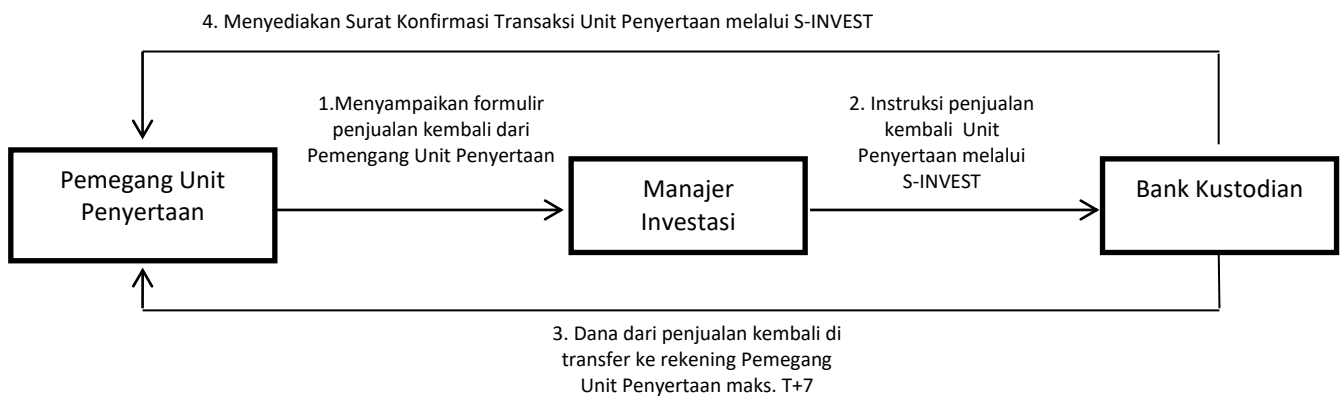 4. Menyediakan Surat Konfirmasi Transaksi Unit Penyertaan melalui S-INVEST
1.Menyampaikan formulir
penjualan kembali dari
Pemengang Unit Penyertaan
2. Instruksi penjualan
kembali Unit
Penyertaan melalui
S-INVEST
Pemegang Unit
Penyertaan
Manajer
Investasi
Bank Kustodian
3. Dana dari penjualan kembali di
transfer ke rekening Pemegang
Unit Penyertaan maks. T+7